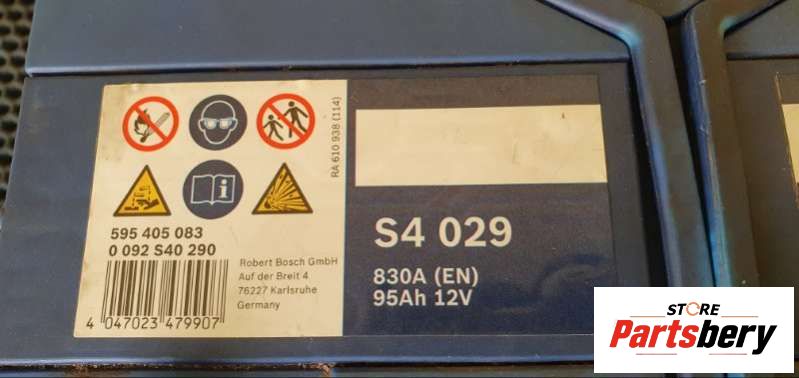 RA 610 938 (114)
595 405 083
0 092 S40 290
Robert Bosch GmbH
Auf der Breit 4
76227 Karlsruhe
Germany
4 047023 479907
S4 029
830A (EN)
95Ah 12V
STORE
Partsbery